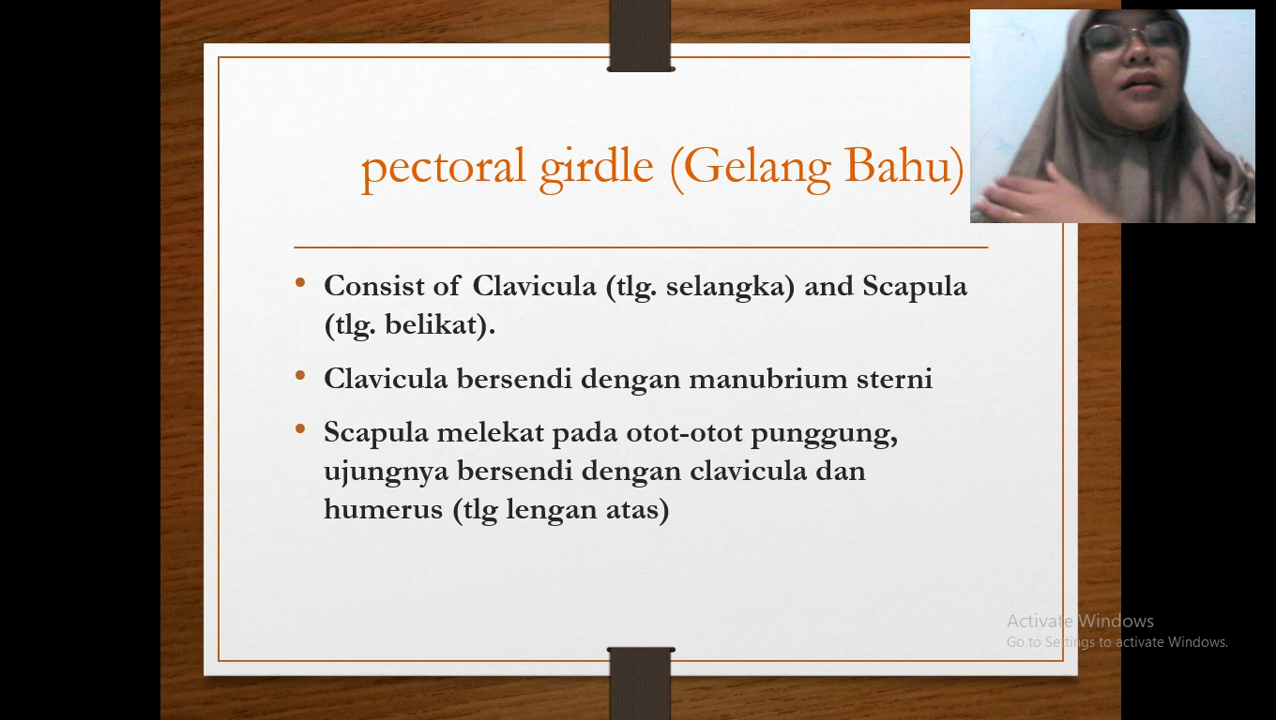 pectoral girdle (Gelang Bahu)
• Consist of Clavicula (tlg. selangka) and Scapula
(tlg. belikat).
• Clavicula bersendi dengan manubrium sterni
• Scapula melekat pada otot-otot punggung,
ujungnya bersendi dengan clavicula dan
humerus (tlg lengan atas)
Activate Windows
Go to Settings to activate Windows.